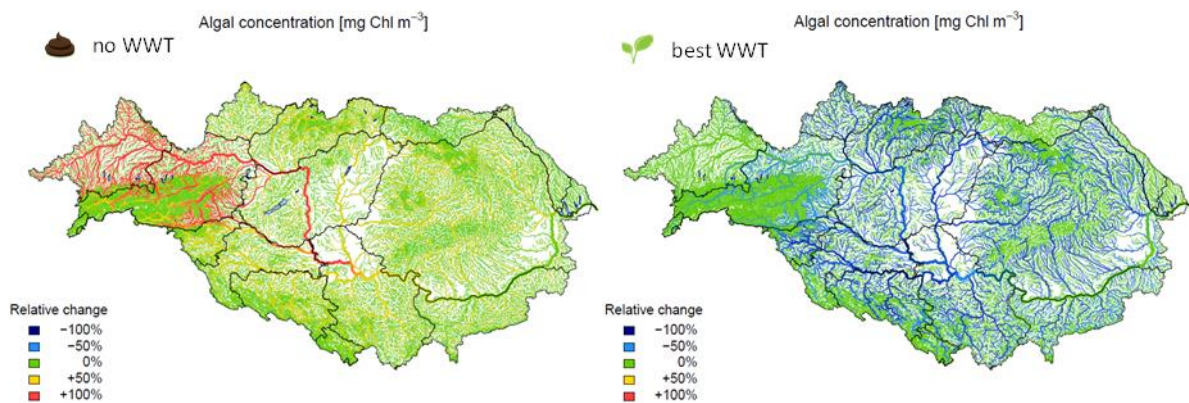 Algal concentration [mg Chl m⁻³]
no WWT
Relative change
−100%
−50%
0%
+50%
+100%
Algal concentration [mg Chl m⁻³]
best WWT
Relative change
−100%
−50%
0%
+50%
+100%